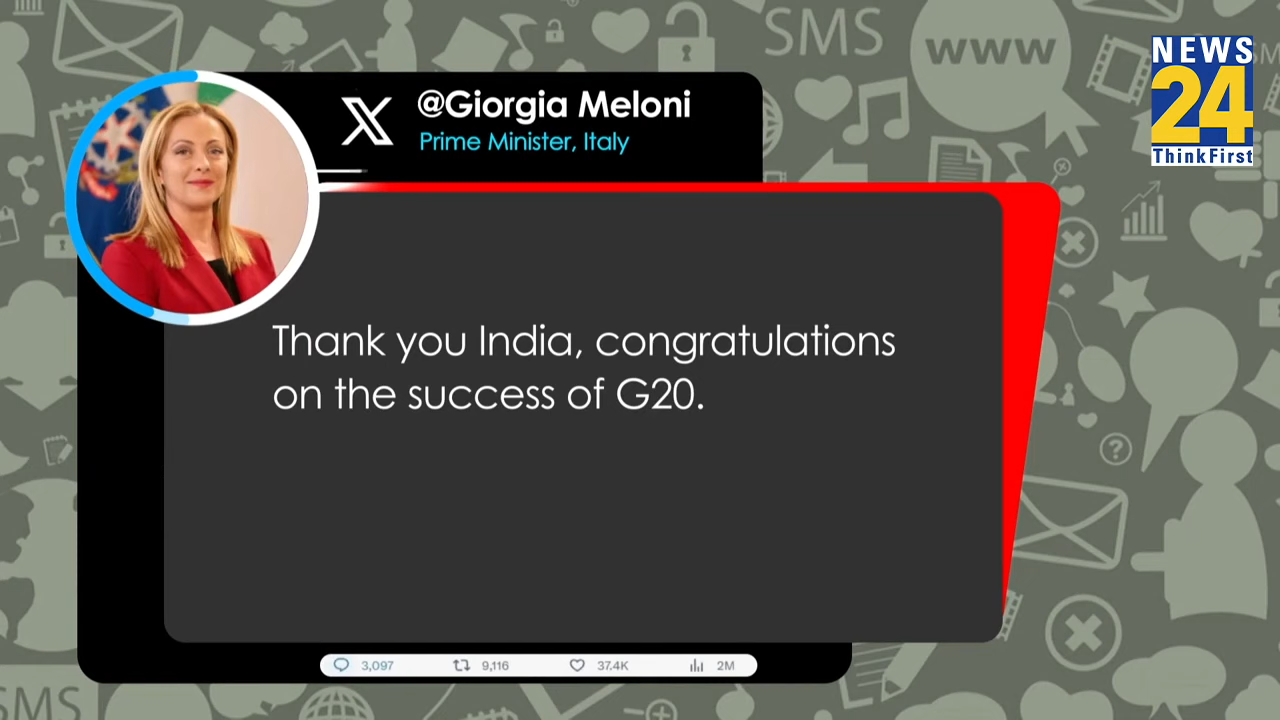 SMS
www
NEWS
24
ThinkFirst
@Giorgia Meloni
Prime Minister, Italy
Thank you India, congratulations
on the success of G20.
3,097 9,116 37.4K 2M
SMS